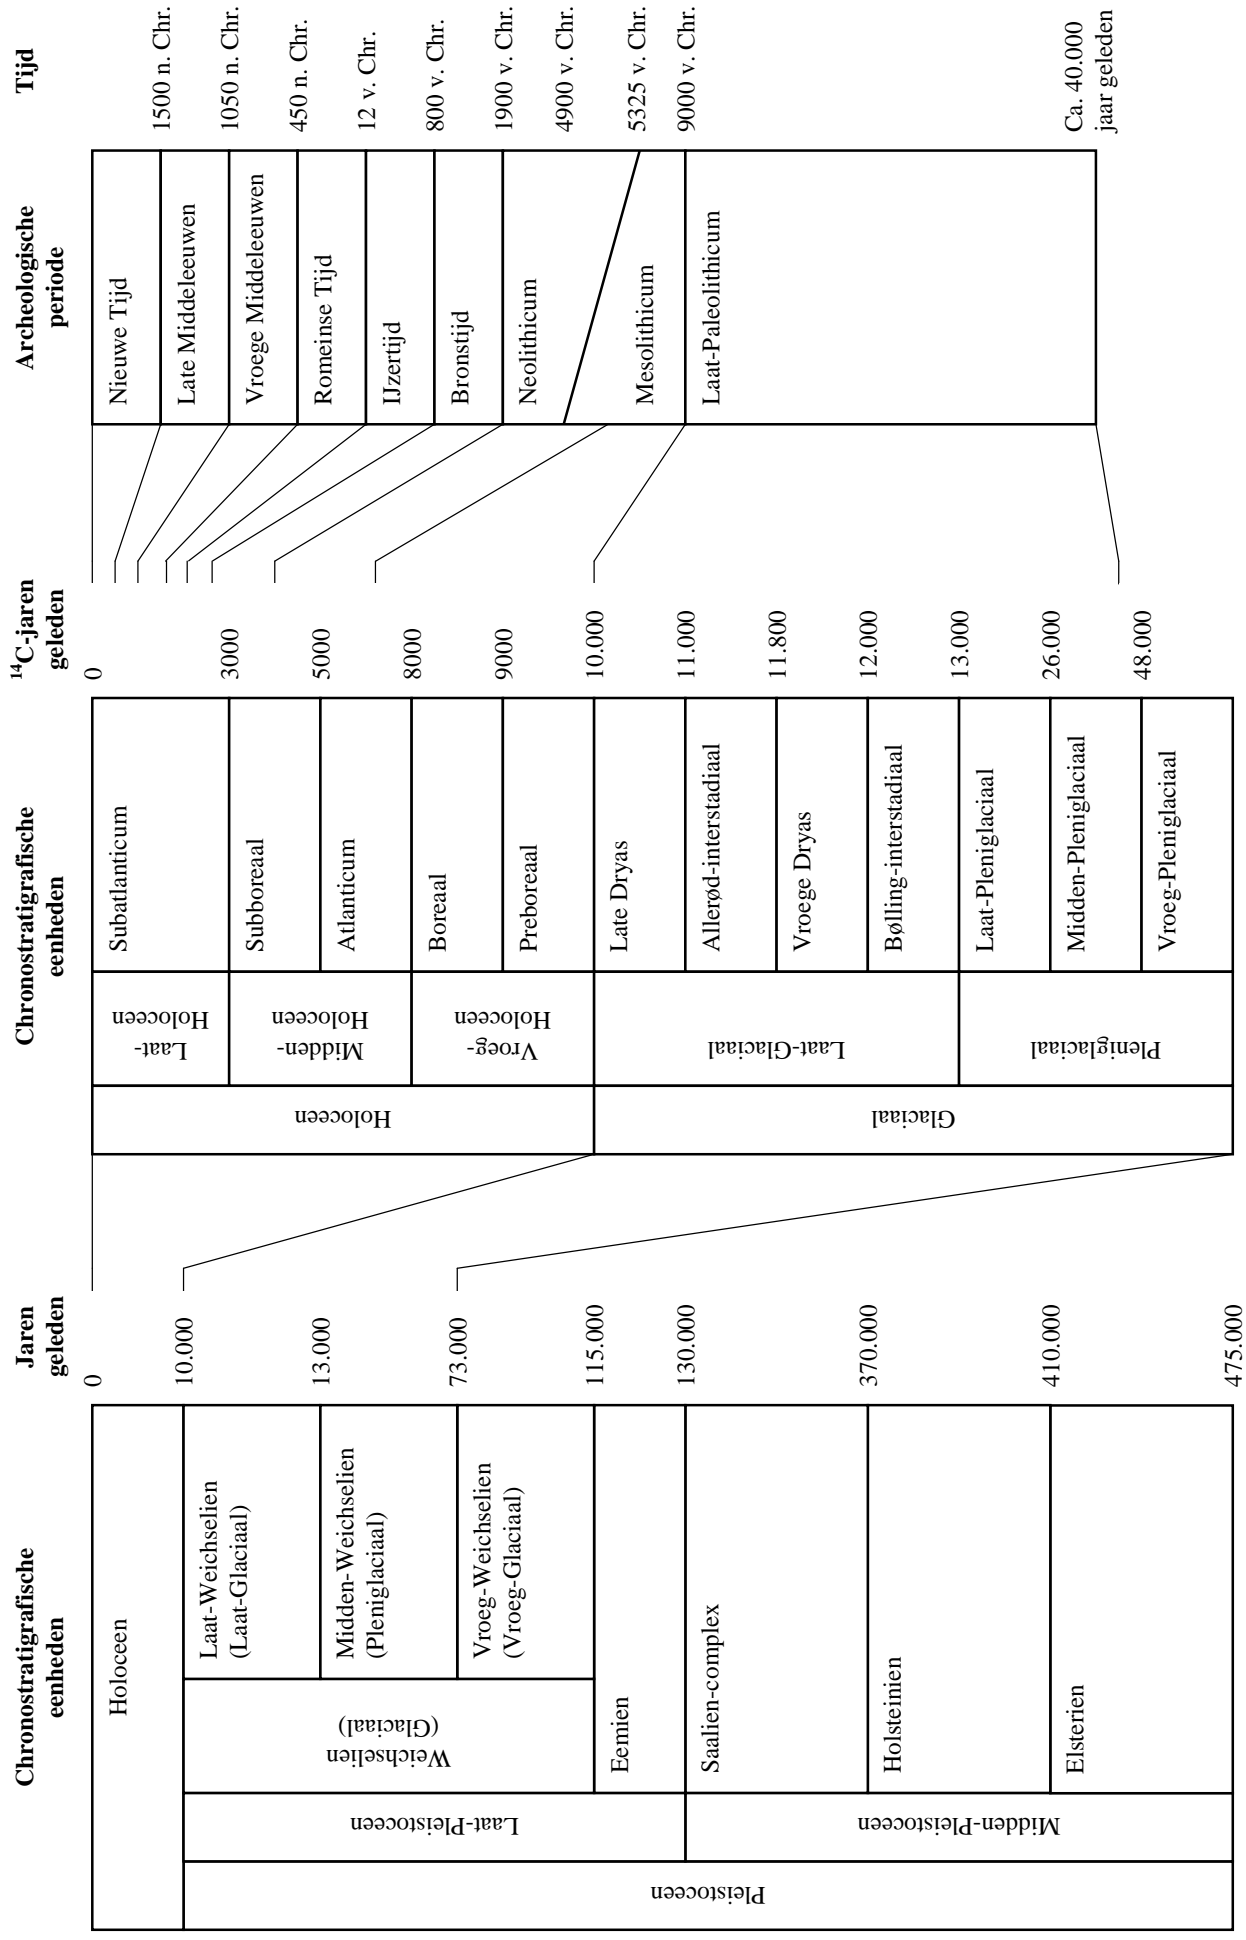 Chronostratigrafische
eenheden
Jaren
geleden
Chronostratigrafische
eenheden
14C-jaren
geleden
Archeologische
periode
Tijd
Holoceen
Pleistoceen
Laat-Pleistoceen
Midden-Pleistoceen
Weichselien
(Glaciaal)
Laat-Weichselien
(Laat-Glaciaal)
Midden-Weichselien
(Pleniglaciaal)
Vroeg-Weichselien
(Vroeg-Glaciaal)
Eemien
Saalien-complex
Holsteinien
Elsterien
0
10.000
13.000
73.000
115.000
130.000
370.000
410.000
475.000
Holoceen
Glaciaal
Laat-
Holoceen
Midden-
Holoceen
Vroeg-
Holoceen
Laat-Glaciaal
Pleniglaciaal
Subatlanticum
Subboreaal
Atlanticum
Boreaal
Preboreaal
Late Dryas
Allerød-interstadiaal
Vroege Dryas
Bølling-interstadiaal
Laat-Pleniglaciaal
Midden-Pleniglaciaal
Vroeg-Pleniglaciaal
0
3000
5000
8000
9000
10.000
11.000
11.800
12.000
13.000
26.000
48.000
Nieuwe Tijd
Late Middeleeuwen
Vroege Middeleeuwen
Romeinse Tijd
IJzertijd
Bronstijd
Neolithicum
Mesolithicum
Laat-Paleolithicum
1500 n. Chr.
1050 n. Chr.
450 n. Chr.
12 v. Chr.
800 v. Chr.
1900 v. Chr.
4900 v. Chr.
5325 v. Chr.
9000 v. Chr.
Ca. 40.000
jaar geleden